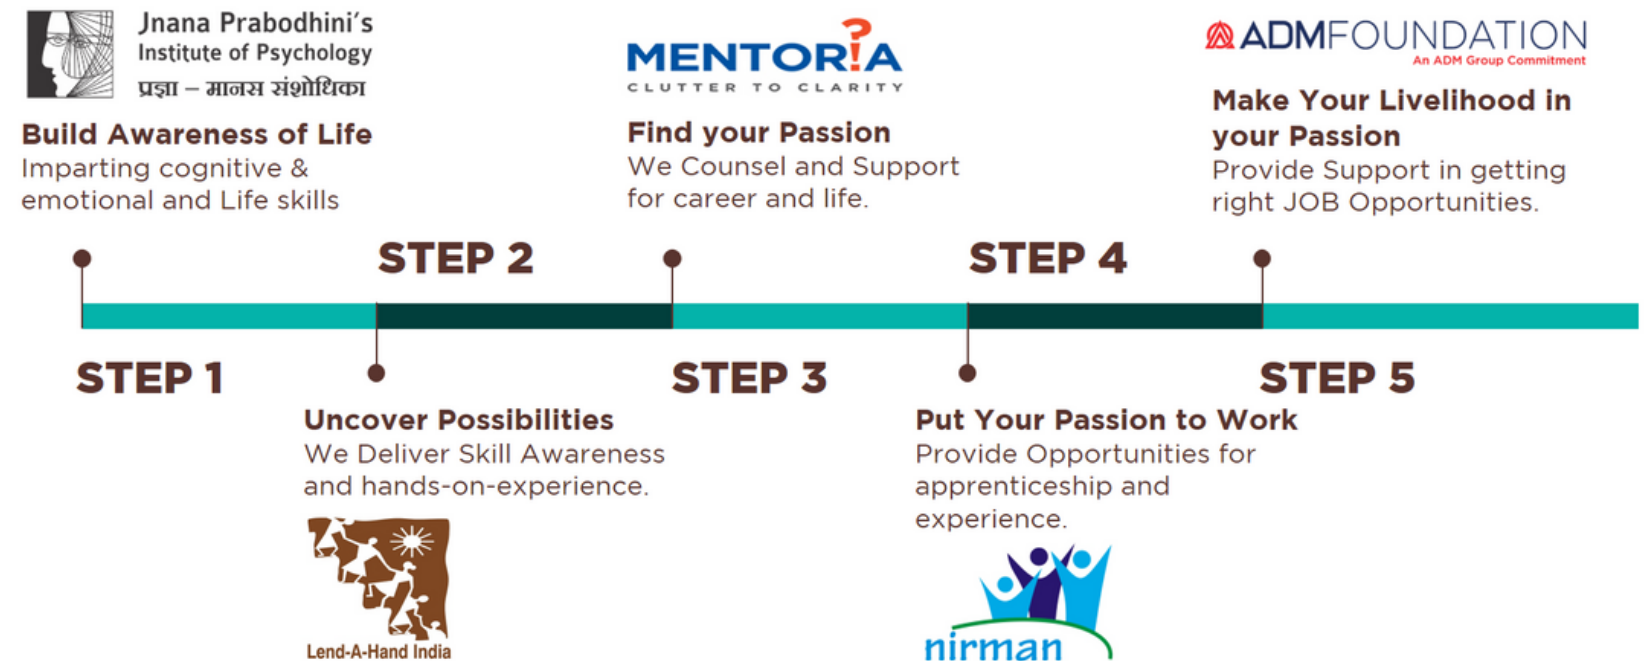 Jnana Prabodhini's
Institute of Psychology
प्रज्ञा – मानस संशोधिका
Build Awareness of Life
Imparting cognitive &
emotional and Life skills
STEP 1
STEP 2
Uncover Possibilities
We Deliver Skill Awareness
and hands-on-experience.
Lend-A-Hand India
MENTOR!A
CLUTTER TO CLARITY
Find your Passion
We Counsel and Support
for career and life.
STEP 3
STEP 4
Put Your Passion to Work
Provide Opportunities for
apprenticeship and
experience.
nirman
ADMFOUNDATION
An ADM Group Commitment
Make Your Livelihood in
your Passion
Provide Support in getting
right JOB Opportunities.
STEP 5